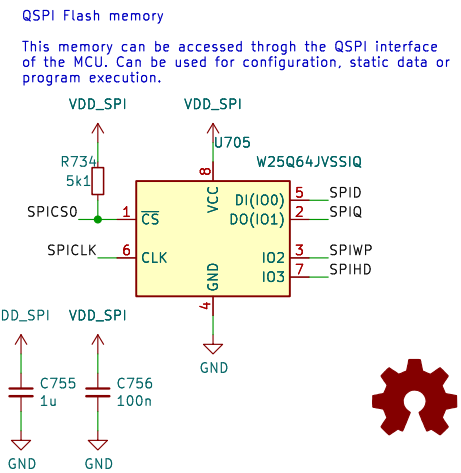 QSPI Flash memory
This memory can be accessed throgh the QSPI interface
of the MCU. Can be used for configuration, static data or
program execution.
VDD_SPI
VDD_SPI
U705
R734
5k1
W25Q64JVSSIQ
8
VCC
SPICS0
1
CS
DI(IO0)
5
SPID
DO(IO1)
2
SPIQ
SPICLK
6
CLK
IO2
3
SPIWP
IO3
7
SPIHD
GND
4
GND
DD_SPI
VDD_SPI
C755
1u
C756
100n
GND
GND